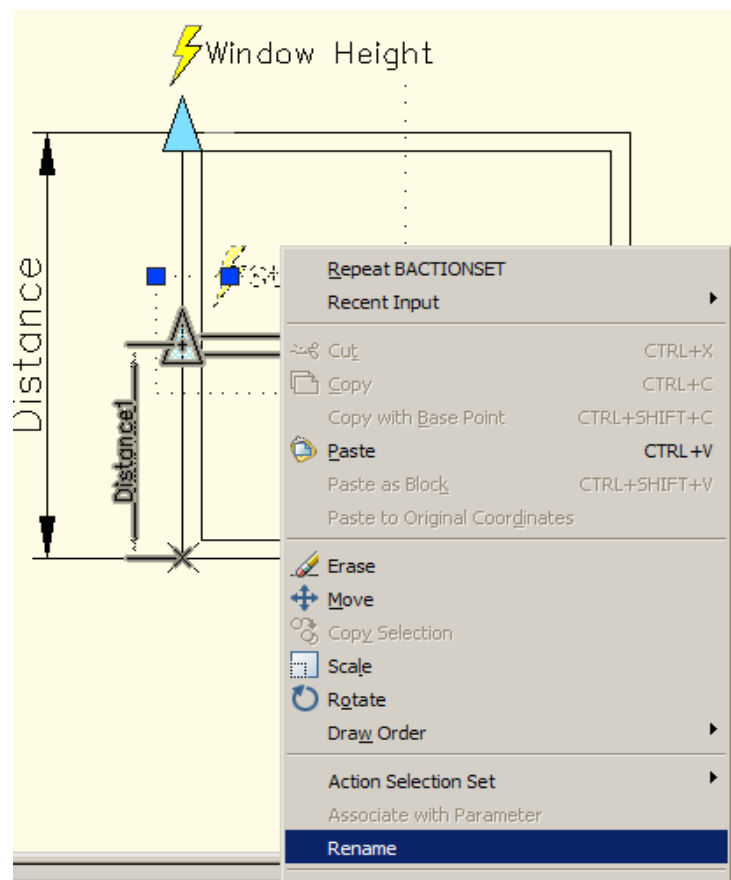 Window Height
Distance
Distance1
Repeat BACTIONSET
Recent Input
Cut CTRL+X
Copy CTRL+C
Copy with Base Point CTRL+SHIFT+C
Paste CTRL+V
Paste as Block CTRL+SHIFT+V
Paste to Original Coordinates
Erase
Move
Copy Selection
Scale
Rotate
Draw Order
Action Selection Set
Associate with Parameter
Rename